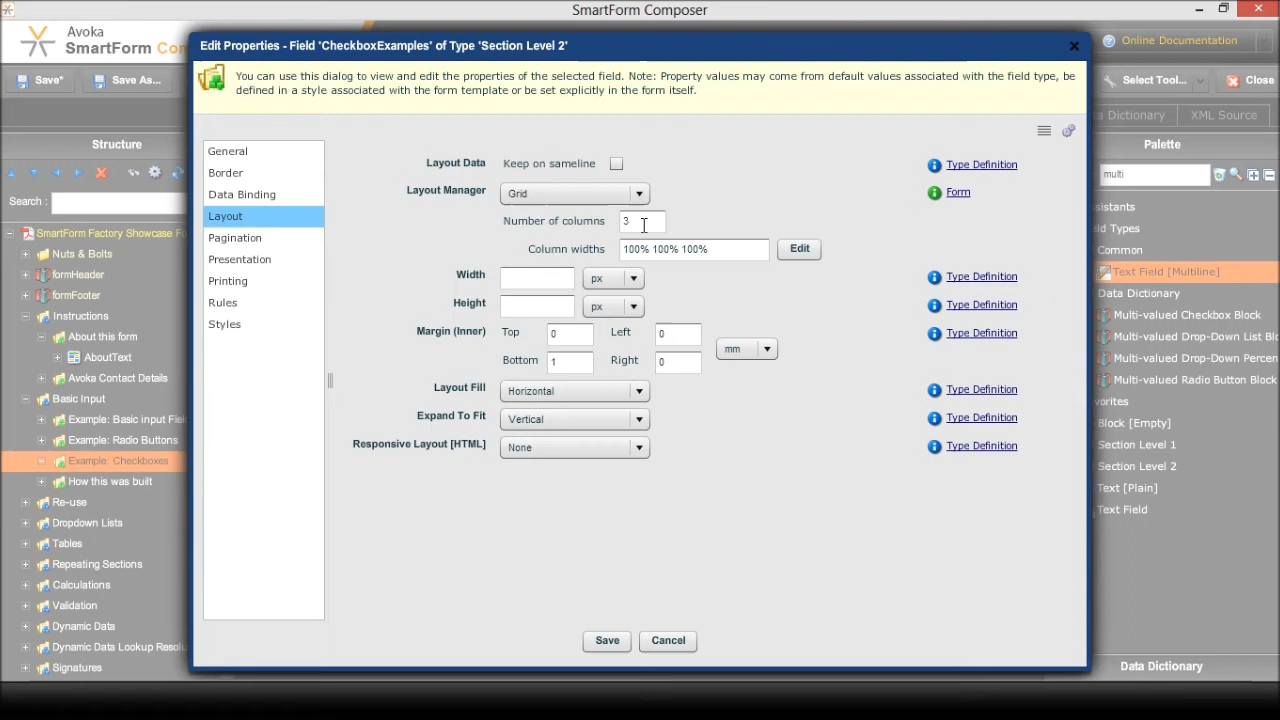 SmartForm Composer
Avoka
SmartForm Com
Online Documentation
Save*
Save As...
Select Tool...
Close
ta Dictionary
XML Source
Edit Properties - Field 'CheckboxExamples' of Type 'Section Level 2'
You can use this dialog to view and edit the properties of the selected field. Note: Property values may come from default values associated with the field type, be
defined in a style associated with the form template or be set explicitly in the form itself.
Structure
Search :
SmartForm Factory Showcase Fo
Nuts & Bolts
formHeader
formFooter
Instructions
About this form
AboutText
Avoka Contact Details
Basic Input
Example: Basic input Fiel
Example: Radio Buttons
Example: Checkboxes
How this was built
Re-use
Dropdown Lists
Tables
Repeating Sections
Calculations
Validation
Dynamic Data
Dynamic Data Lookup Resolu
Signatures
General
Border
Data Binding
Layout
Pagination
Presentation
Printing
Rules
Styles
Layout Data Keep on sameline Type Definition
Layout Manager Grid Form
Number of columns 3
Column widths 100% 100% 100% Edit
Width px Type Definition
Height px Type Definition
Margin (Inner) Top 0 Left 0 Type Definition
mm
Bottom 1 Right 0
Layout Fill Horizontal Type Definition
Expand To Fit Vertical Type Definition
Responsive Layout [HTML] None Type Definition
Save Cancel
Palette
multi
sistants
eld Types
Common
Text Field [Multiline]
Data Dictionary
Multi-valued Checkbox Block
Multi-valued Drop-Down List Bl
Multi-valued Drop-Down Percen
Multi-valued Radio Button Block
vorites
Block [Empty]
Section Level 1
Section Level 2
Text [Plain]
Text Field
Data Dictionary